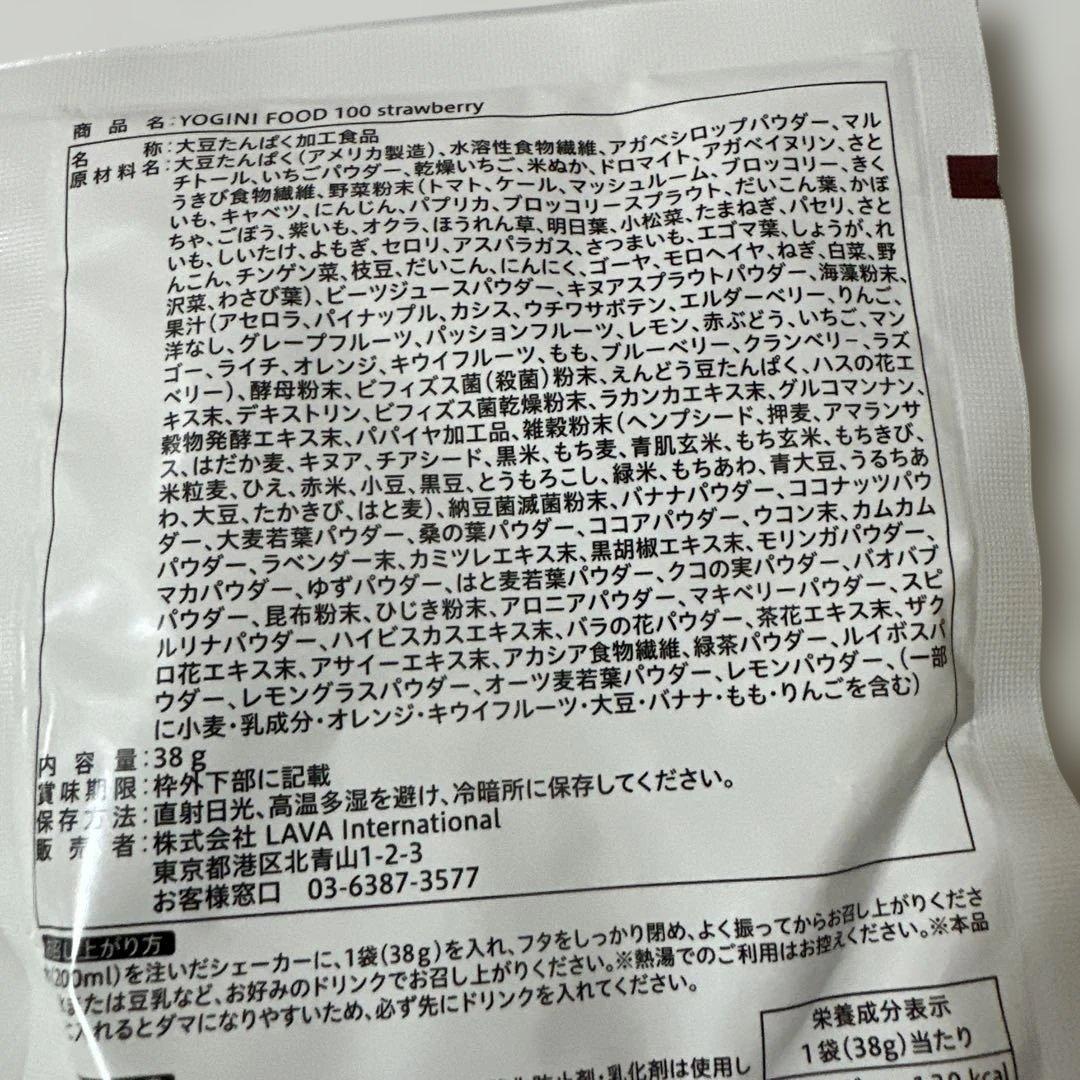 商品名:YOGINI FOOD 100 strawberry
名称:大豆たんぱく加工食品
原材料名:大豆たんぱく(アメリカ製造)、水溶性食物繊維、アガベシロップパウダー、マル
チトール、いちごパウダー、乾燥いちご、米ぬか、ドロマイト、アガベイヌリン、さと
うきび食物繊維、野菜粉末(トマト、ケール、マッシュルーム、ブロッコリー、きく
いも、キャベツ、にんじん、パプリカ、ブロッコリースプラウト、だいこん葉、かぼ
ちゃ、ごぼう、紫いも、オクラ、ほうれん草、明日葉、小松菜、たまねぎ、パセリ、さと
いも、しいたけ、よもぎ、セロリ、アスパラガス、さつまいも、エゴマ葉、しょうが、れ
んこん、チンゲン菜、枝豆、だいこん、にんにく、ゴーヤ、モロヘイヤ、ねぎ、白菜、野
沢菜、わさび葉)、ビーツジュースパウダー、キヌアスプラウトパウダー、海藻粉末、
果汁(アセロラ、パイナップル、カシス、ウチワサボテン、エルダーベリー、りんご、
洋なし、グレープフルーツ、パッションフルーツ、レモン、赤ぶどう、いちご、マン
ゴー、ライチ、オレンジ、キウイフルーツ、もも、ブルーベリー、クランベリ−、ラズ
ベリー)、酵母粉末、ビフィズス菌(殺菌)粉末、えんどう豆たんぱく、ハスの花エ
キス末、デキストリン、ビフィズス菌乾燥粉末、ラカンカエキス末、グルコマンナン、
穀物発酵エキス末、パパイヤ加工品、雑穀粉末(ヘンプシード、押麦、アマランサ
ス、はだか麦、キヌア、チアシード、黒米、もち麦、青肌玄米、もち玄米、もちきび、
米粒麦、ひえ、赤米、小豆、黒豆、とうもろこし、緑米、もちあわ、青大豆、うるちあ
わ、大豆、たかきび、はと麦)、納豆菌滅菌粉末、バナナパウダー、ココナッツパウ
ダー、大麦若葉パウダー、桑の葉パウダー、ココアパウダー、ウコン末、カムカム
パウダー、ラベンダー末、カミツレエキス末、黒胡椒エキス末、モリンガパウダー、
マカパウダー、ゆずパウダー、はと麦若葉パウダー、クコの実パウダー、バオバブ
パウダー、昆布粉末、ひじき粉末、アロニアパウダー、マキベリーパウダー、スピ
ルリナパウダー、ハイビスカスエキス末、バラの花パウダー、茶花エキス末、ザク
ロ花エキス末、アサイーエキス末、アカシア食物繊維、緑茶パウダー、ルイボスパ
ウダー、レモングラスパウダー、オーツ麦若葉パウダー、レモンパウダー、(一部
に小麦・乳成分・オレンジ・キウイフルーツ・大豆・バナナ・もも・りんごを含む)
内容量:38g
賞味期限:枠外下部に記載
保存方法:直射日光、高温多湿を避け、冷暗所に保存してください。
販売者:株式会社 LAVA International
東京都港区北青山1-2-3
お客様窓口 03-6387-3577
召し上がり方
(200ml)を注いだシェーカーに、1袋(38g)を入れ、フタをしっかり閉め、よく振ってからお召し上がりくださ
または豆乳など、お好みのドリンクでお召し上がりください。※熱湯でのご利用はお控えください。※本品
に入れるとダマになりやすいため、必ず先にドリンクを入れてください。
栄養成分表示
1袋(38g)当たり
防止剤・乳化剤は使用し
kcal